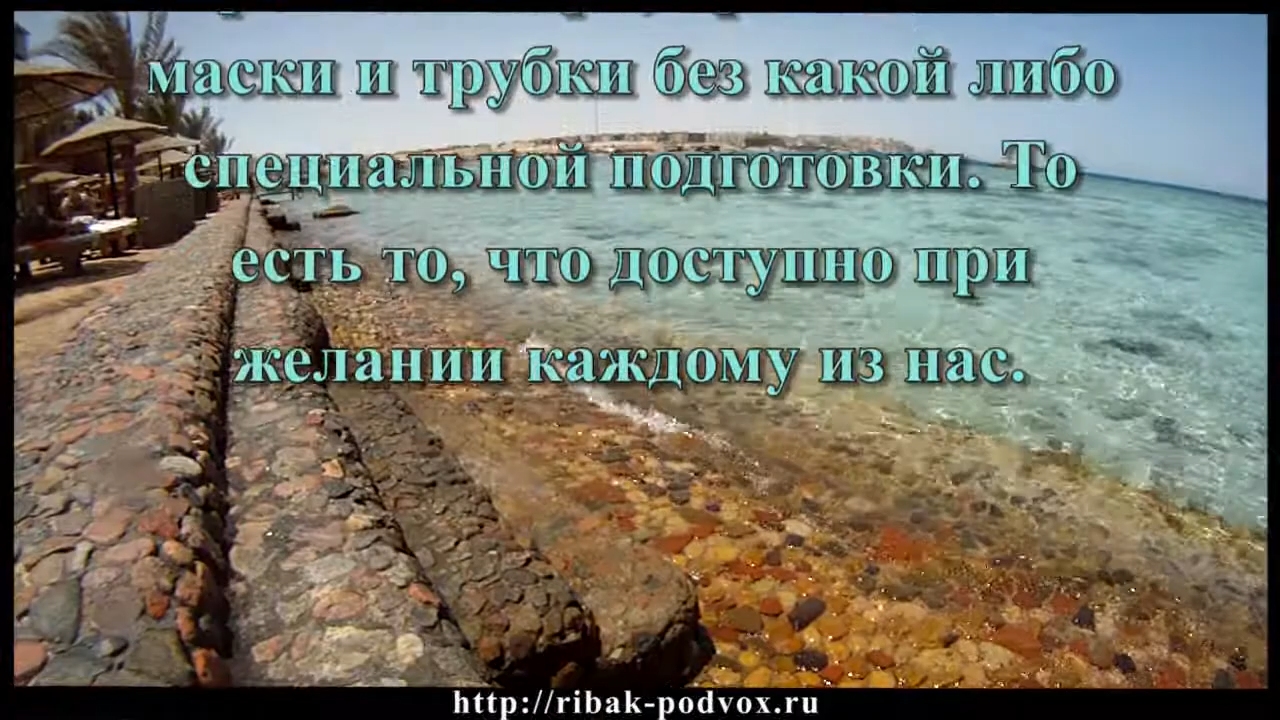 маски и трубки без какой либо
специальной подготовки. То
есть то, что доступно при
желании каждому из нас.
http://ribak-podvox.ru